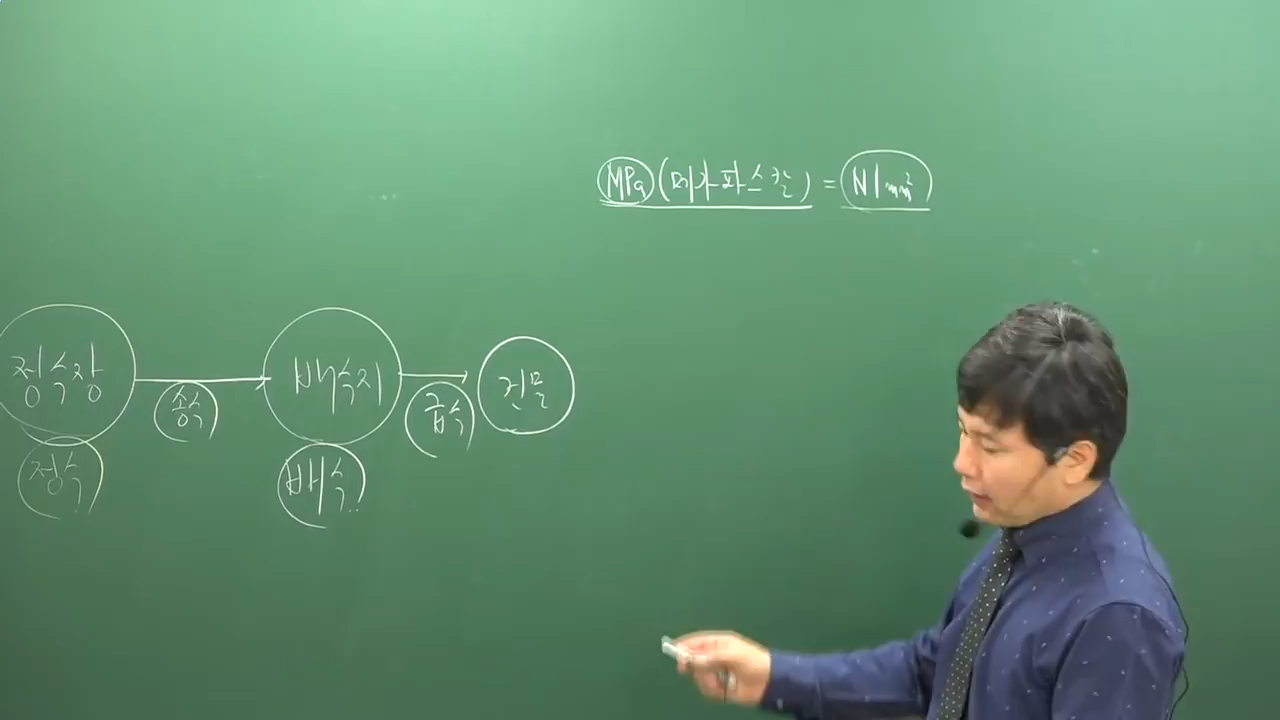 MPa (메가파스칼) = N/mm²
정수장 배수지 건물
송수 급수
정수 배수